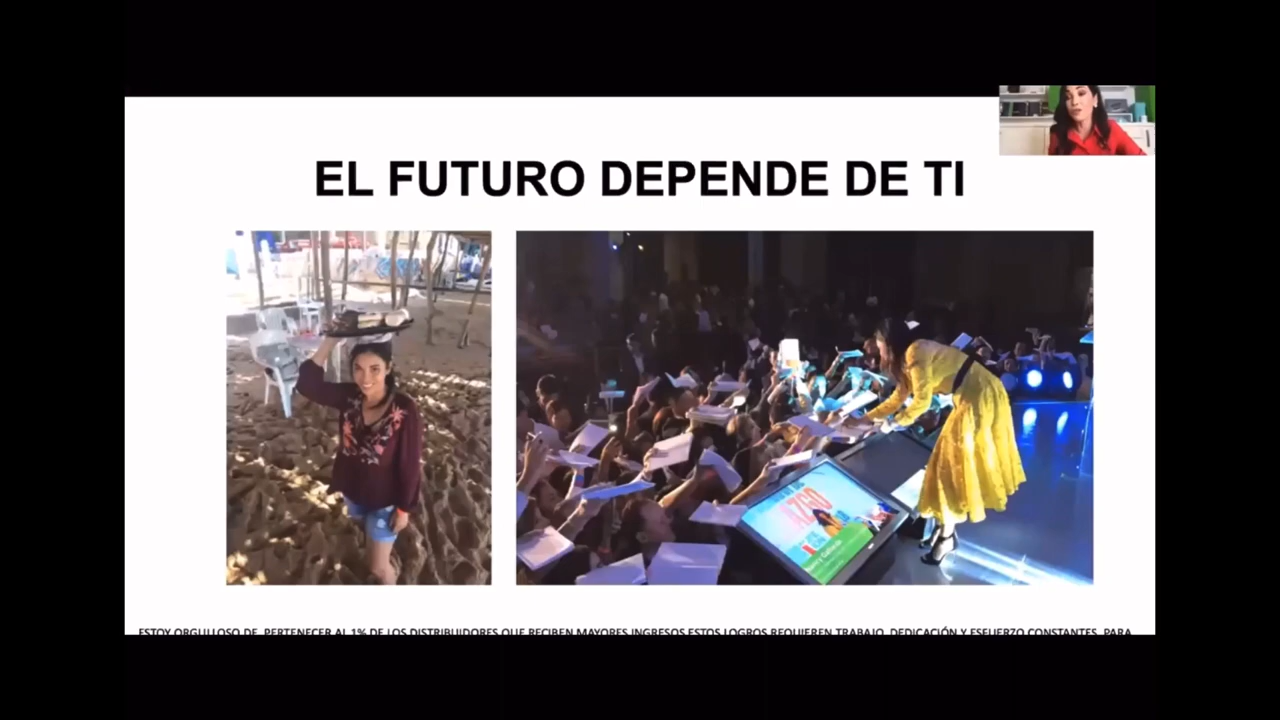 EL FUTURO DEPENDE DE TI
AZGO
ESTOY ORGULLOSO DE PERTENECER AL 1% DE LOS DISTRIBUIDORES QUE RECIBEN MAYORES INGRESOS ESTOS LOGROS REQUIEREN TRABAJO, DEDICACIÓN Y ESFUERZO CONSTANTES. PARA